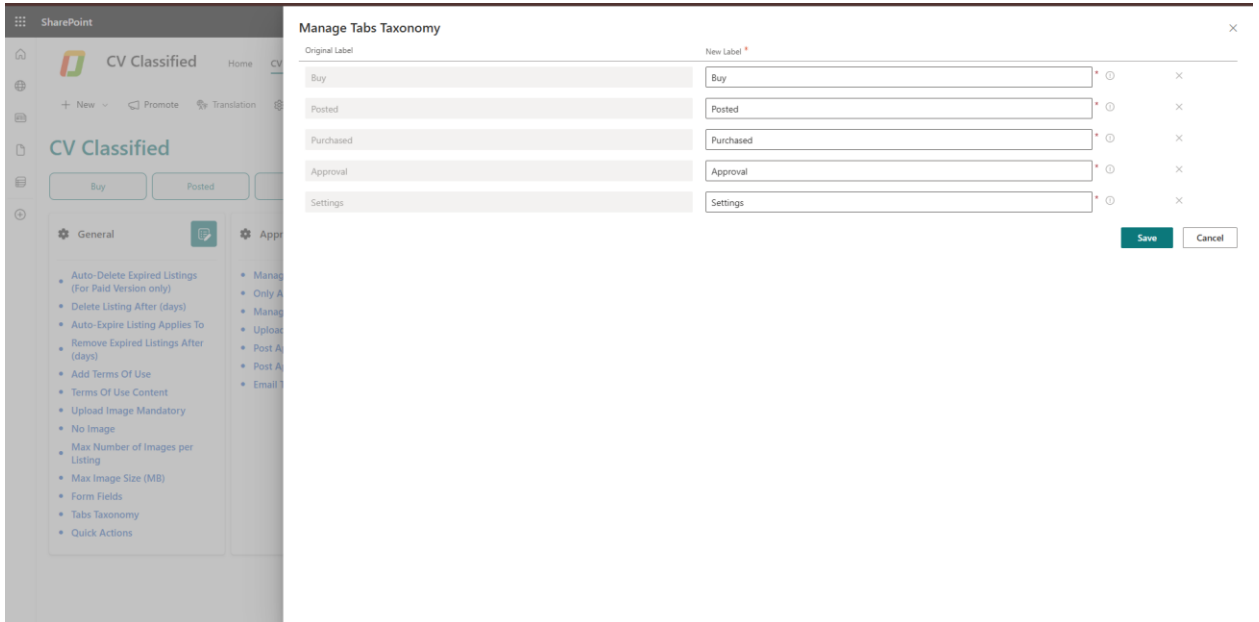 SharePoint
CV Classified
Home
CV
New
Promote
Translation
CV Classified
Buy
Posted
General
Auto-Delete Expired Listings
(For Paid Version only)
Delete Listing After (days)
Auto-Expire Listing Applies To
Remove Expired Listings After
(days)
Add Terms Of Use
Terms Of Use Content
Upload Image Mandatory
No Image
Max Number of Images per
Listing
Max Image Size (MB)
Form Fields
Tabs Taxonomy
Quick Actions
Appr
Manag
Only A
Manag
Upload
Post A
Post A
Email T
Manage Tabs Taxonomy
Original Label New Label *
Buy Buy *
Posted Posted *
Purchased Purchased *
Approval Approval *
Settings Settings *
Save Cancel